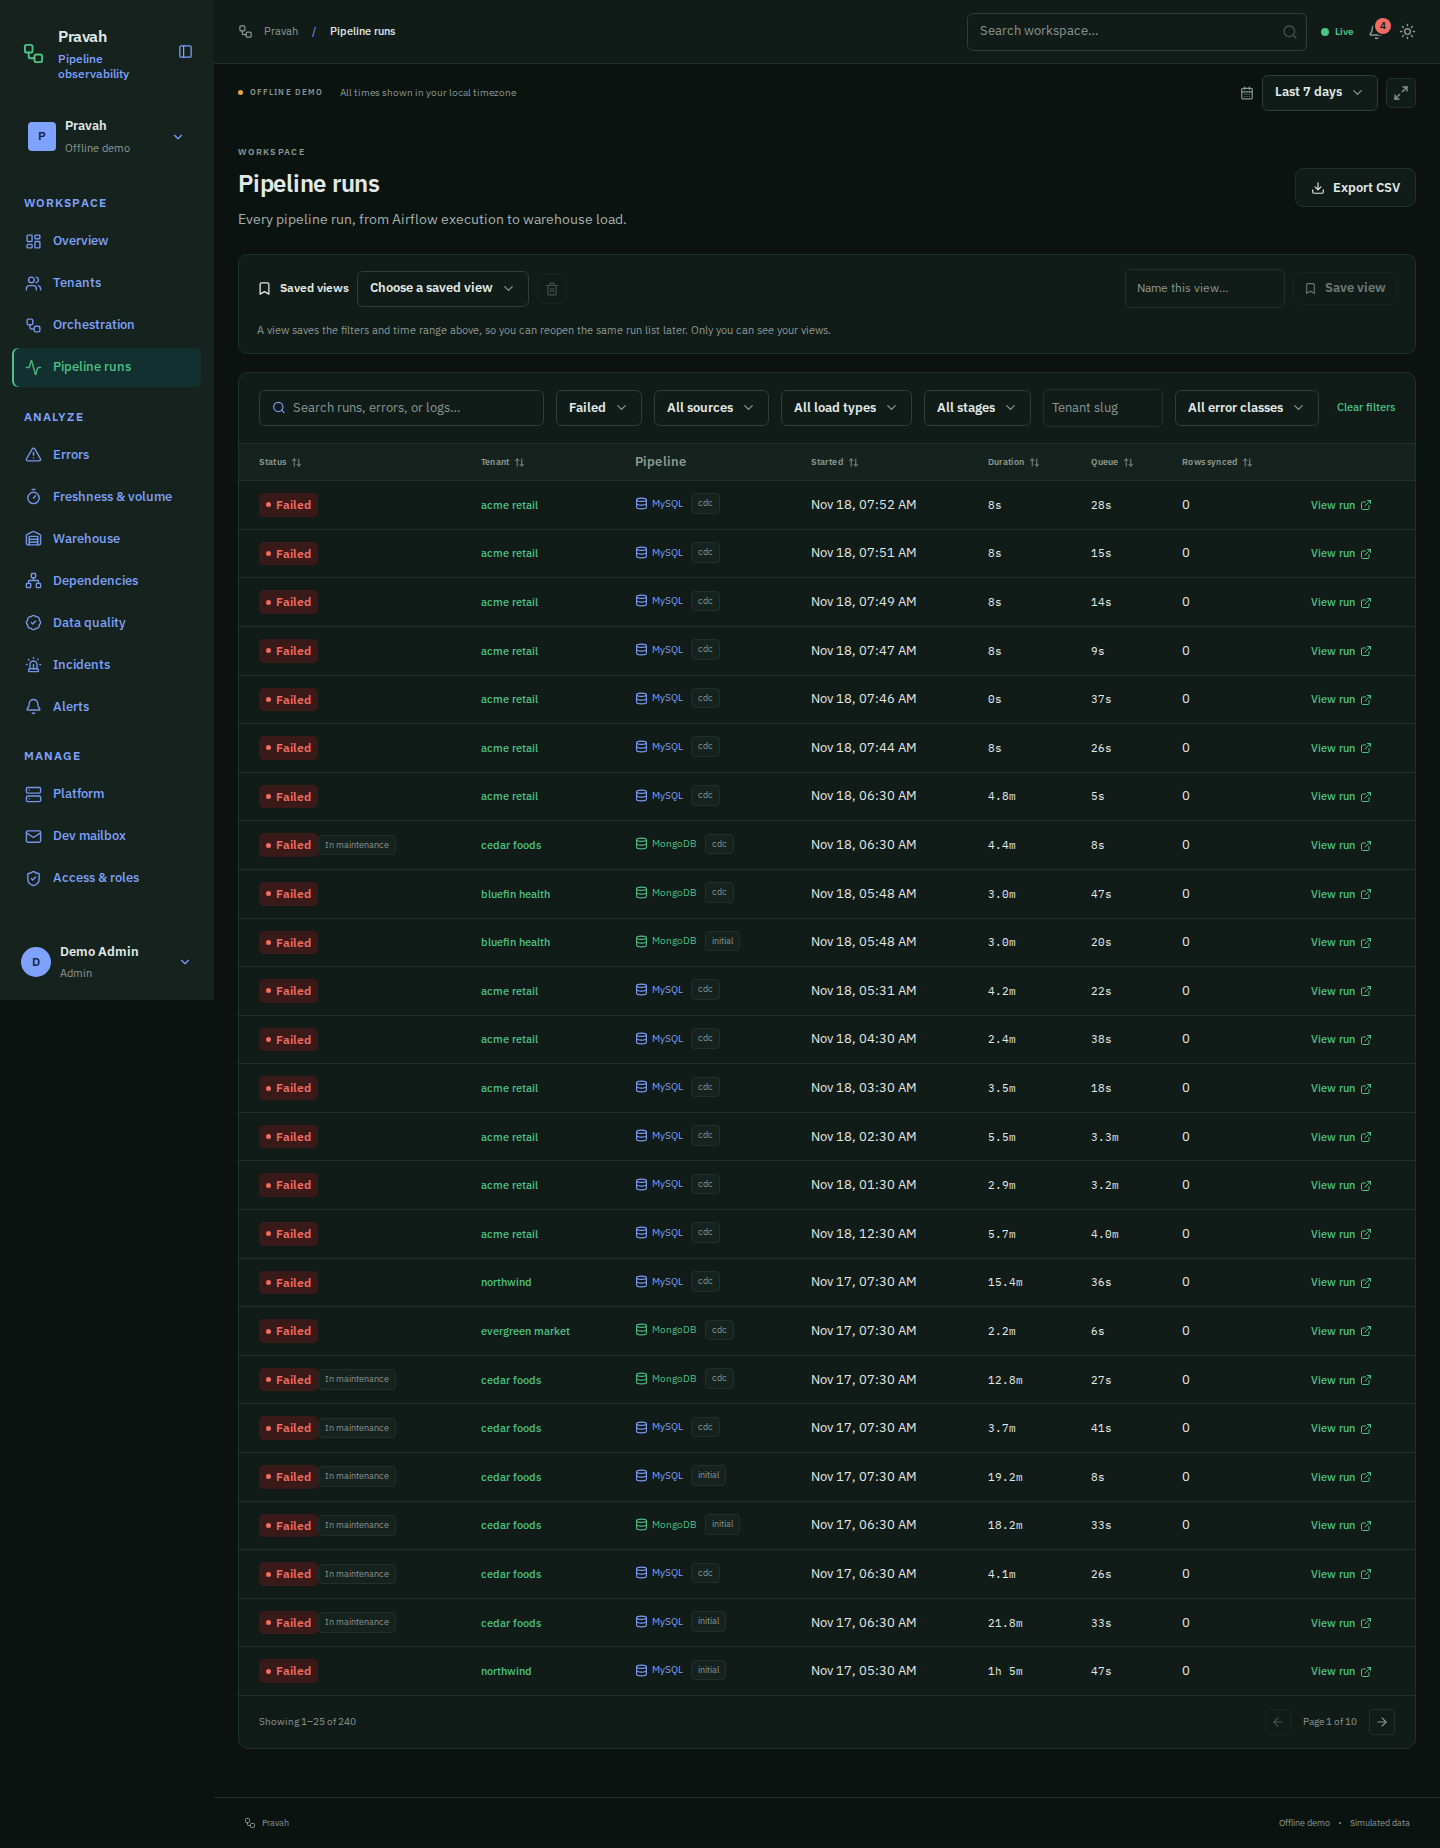 Pravah
Pipeline
observability
P
Pravah
Offline demo
WORKSPACE
Overview
Tenants
Orchestration
Pipeline runs
ANALYZE
Errors
Freshness & volume
Warehouse
Dependencies
Data quality
Incidents
Alerts
MANAGE
Platform
Dev mailbox
Access & roles
D
Demo Admin
Admin
Pravah / Pipeline runs
Search workspace...
Live
4
OFFLINE DEMO All times shown in your local timezone
Last 7 days
WORKSPACE
Pipeline runs
Every pipeline run, from Airflow execution to warehouse load.
Export CSV
Saved views Choose a saved view
Name this view... Save view
A view saves the filters and time range above, so you can reopen the same run list later. Only you can see your views.
Search runs, errors, or logs... Failed All sources All load types All stages Tenant slug All error classes Clear filters
Status Tenant Pipeline Started Duration Queue Rows synced
Failed acme retail MySQL cdc Nov 18, 07:52 AM 8s 28s 0 View run
Failed acme retail MySQL cdc Nov 18, 07:51 AM 8s 15s 0 View run
Failed acme retail MySQL cdc Nov 18, 07:49 AM 8s 14s 0 View run
Failed acme retail MySQL cdc Nov 18, 07:47 AM 8s 9s 0 View run
Failed acme retail MySQL cdc Nov 18, 07:46 AM 0s 37s 0 View run
Failed acme retail MySQL cdc Nov 18, 07:44 AM 8s 26s 0 View run
Failed acme retail MySQL cdc Nov 18, 06:30 AM 4.8m 5s 0 View run
Failed In maintenance cedar foods MongoDB cdc Nov 18, 06:30 AM 4.4m 8s 0 View run
Failed bluefin health MongoDB cdc Nov 18, 05:48 AM 3.0m 47s 0 View run
Failed bluefin health MongoDB initial Nov 18, 05:48 AM 3.0m 20s 0 View run
Failed acme retail MySQL cdc Nov 18, 05:31 AM 4.2m 22s 0 View run
Failed acme retail MySQL cdc Nov 18, 04:30 AM 2.4m 38s 0 View run
Failed acme retail MySQL cdc Nov 18, 03:30 AM 3.5m 18s 0 View run
Failed acme retail MySQL cdc Nov 18, 02:30 AM 5.5m 3.3m 0 View run
Failed acme retail MySQL cdc Nov 18, 01:30 AM 2.9m 3.2m 0 View run
Failed acme retail MySQL cdc Nov 18, 12:30 AM 5.7m 4.0m 0 View run
Failed northwind MySQL cdc Nov 17, 07:30 AM 15.4m 36s 0 View run
Failed evergreen market MongoDB cdc Nov 17, 07:30 AM 2.2m 6s 0 View run
Failed In maintenance cedar foods MongoDB cdc Nov 17, 07:30 AM 12.8m 27s 0 View run
Failed In maintenance cedar foods MySQL cdc Nov 17, 07:30 AM 3.7m 41s 0 View run
Failed In maintenance cedar foods MySQL initial Nov 17, 07:30 AM 19.2m 8s 0 View run
Failed In maintenance cedar foods MongoDB initial Nov 17, 06:30 AM 18.2m 33s 0 View run
Failed In maintenance cedar foods MySQL cdc Nov 17, 06:30 AM 4.1m 26s 0 View run
Failed In maintenance cedar foods MySQL initial Nov 17, 06:30 AM 21.8m 33s 0 View run
Failed northwind MySQL initial Nov 17, 05:30 AM 1h 5m 47s 0 View run
Showing 1–25 of 240
Page 1 of 10
Pravah
Offline demo • Simulated data